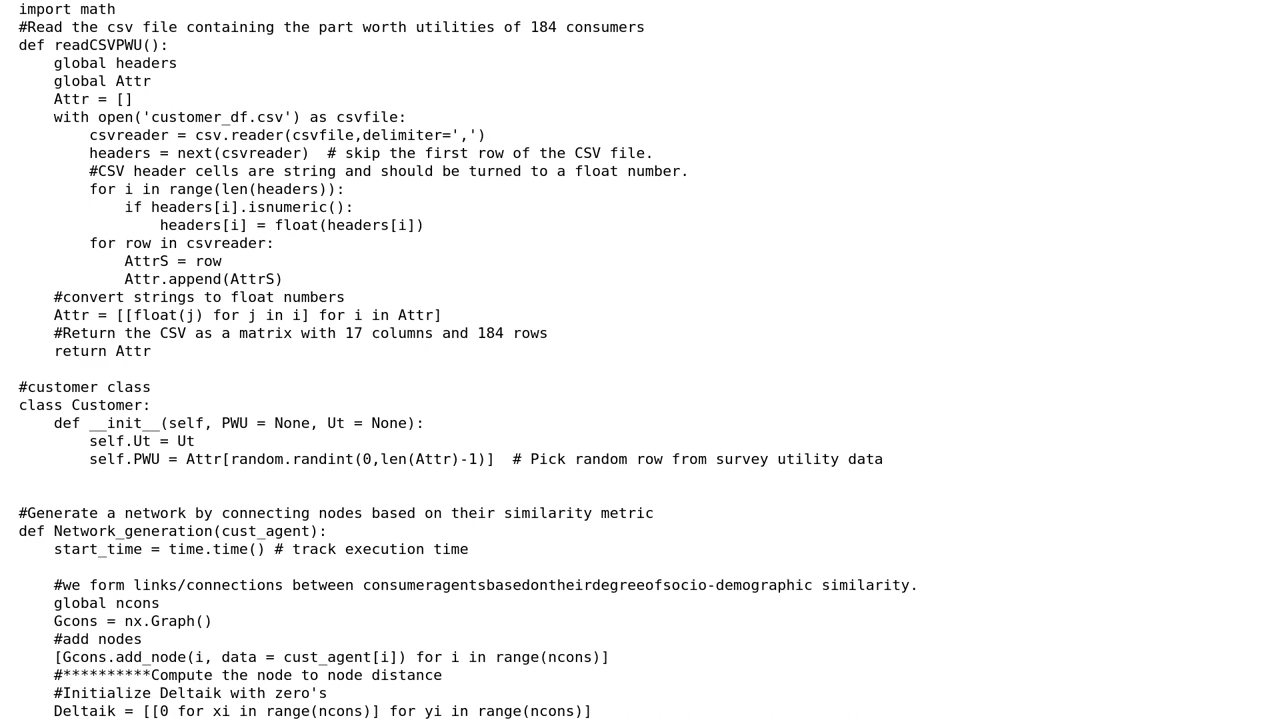 import math
#Read the csv file containing the part worth utilities of 184 consumers
def readCSVPWU():
    global headers
    global Attr
    Attr = []
    with open('customer_df.csv') as csvfile:
        csvreader = csv.reader(csvfile,delimiter=',')
        headers = next(csvreader)  # skip the first row of the CSV file.
        #CSV header cells are string and should be turned to a float number.
        for i in range(len(headers)):
            if headers[i].isnumeric():
                headers[i] = float(headers[i])
        for row in csvreader:
            AttrS = row
            Attr.append(AttrS)
    #convert strings to float numbers
    Attr = [[float(j) for j in i] for i in Attr]
    #Return the CSV as a matrix with 17 columns and 184 rows
    return Attr

#customer class
class Customer:
    def __init__(self, PWU = None, Ut = None):
        self.Ut = Ut
        self.PWU = Attr[random.randint(0,len(Attr)-1)]  # Pick random row from survey utility data


#Generate a network by connecting nodes based on their similarity metric
def Network_generation(cust_agent):
    start_time = time.time() # track execution time

    #we form links/connections between consumeragentsbasedontheirdegreeofsocio-demographic similarity.
    global ncons
    Gcons = nx.Graph()
    #add nodes
    [Gcons.add_node(i, data = cust_agent[i]) for i in range(ncons)]
    #**********Compute the node to node distance
    #Initialize Deltaik with zero's
    Deltaik = [[0 for xi in range(ncons)] for yi in range(ncons)]